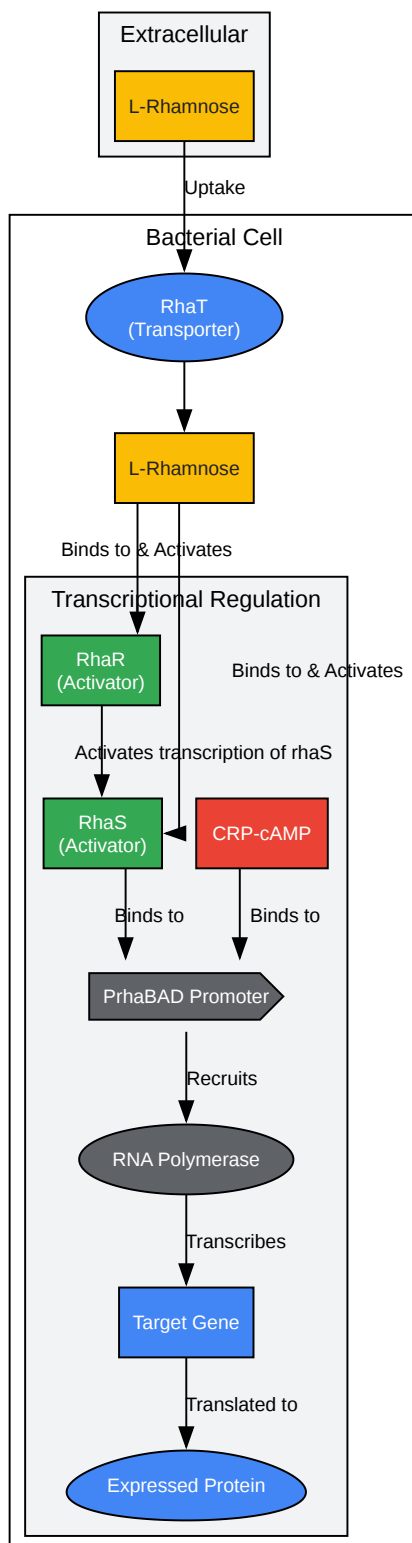 Extracellular
L-Rhamnose
Uptake
Bacterial Cell
RhaT
(Transporter)
L-Rhamnose
Binds to & Activates
Transcriptional Regulation
RhaR
(Activator)
Binds to & Activates
Activates transcription of rhaS
RhaS
(Activator)
CRP-cAMP
Binds to
Binds to
PrhaBAD Promoter
Recruits
RNA Polymerase
Transcribes
Target Gene
Translated to
Expressed Protein